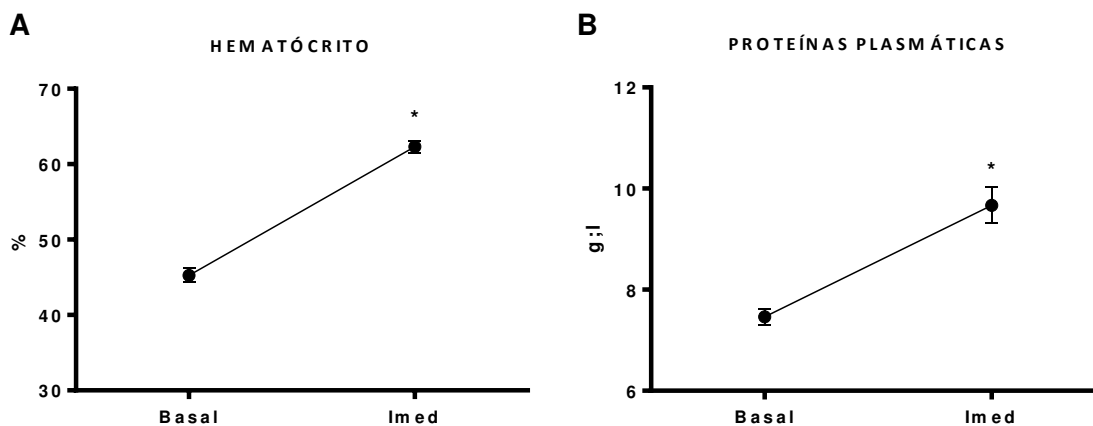 A
HEMATÓCRITO
70
60
50
40
30
%
*
Basal
Imed
B
PROTEÍNAS PLASMÁTICAS
12
10
8
6
g;l
*
Basal
Imed